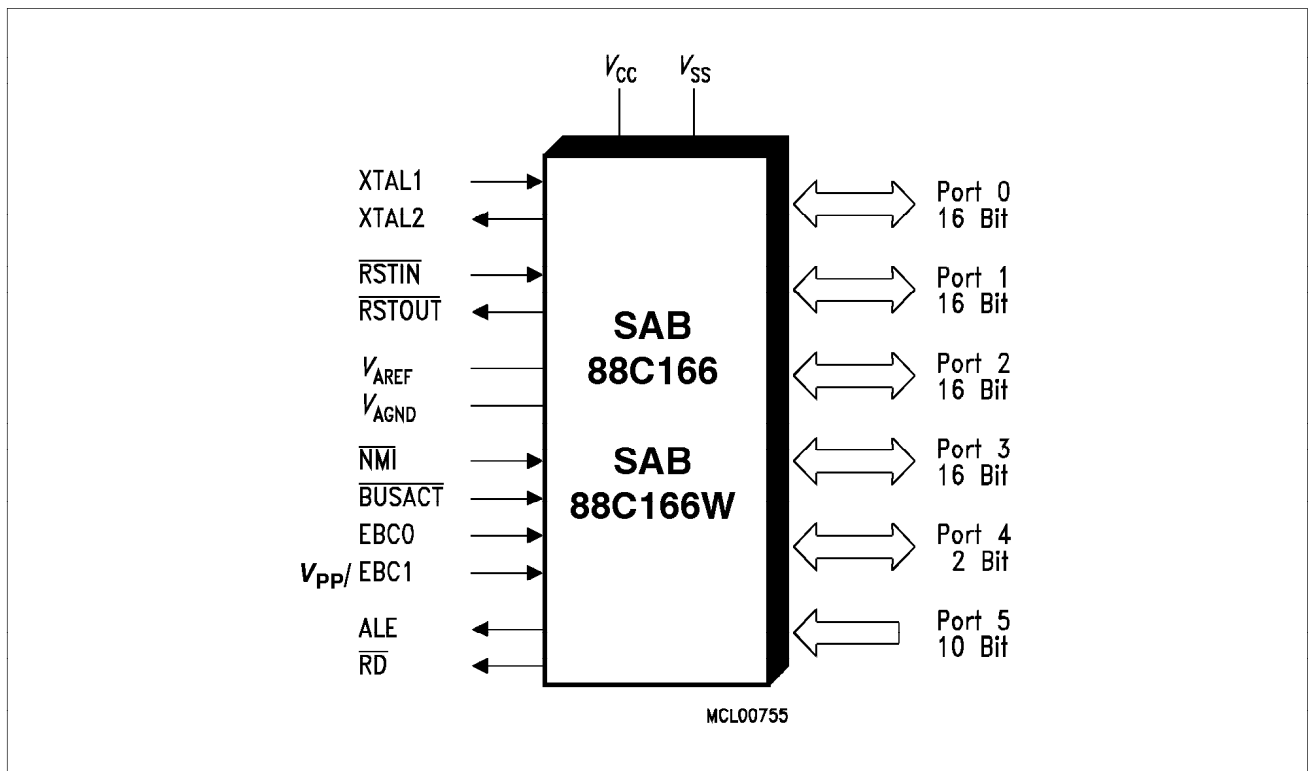 VCC VSS
XTAL1
XTAL2
RSTIN
RSTOUT
VAREF
VAGND
NMI
BUSACT
EBC0
VPP/ EBC1
ALE
RD
SAB
88C166
SAB
88C166W
Port 0
16 Bit
Port 1
16 Bit
Port 2
16 Bit
Port 3
16 Bit
Port 4
2 Bit
Port 5
10 Bit
MCL00755